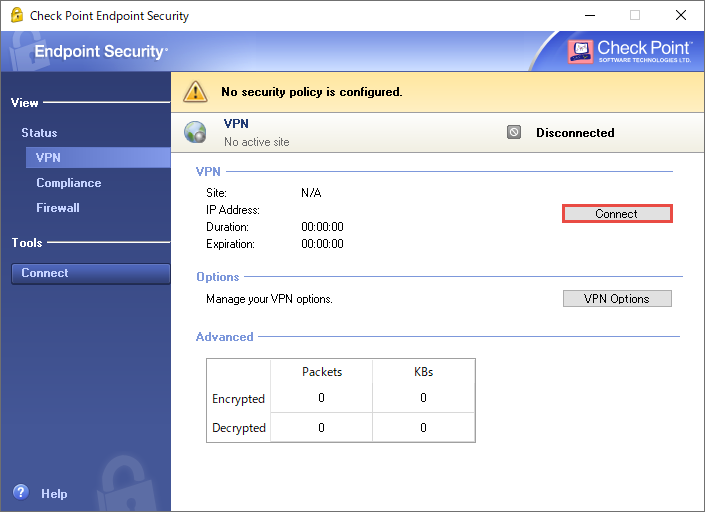 Check Point Endpoint Security
Endpoint Security
Check Point
SOFTWARE TECHNOLOGIES LTD.
View
Status
VPN
Compliance
Firewall
Tools
Connect
Help
No security policy is configured.
VPN
No active site
Disconnected
VPN
Site: N/A
IP Address:
Duration: 00:00:00
Expiration: 00:00:00
Connect
Options
Manage your VPN options.
VPN Options
Advanced
Packets KBs
Encrypted 0 0
Decrypted 0 0